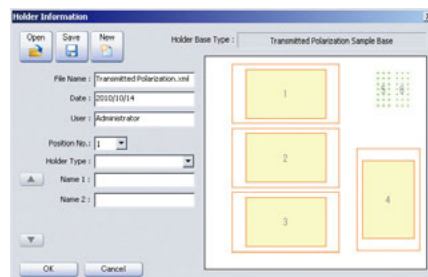 Holder Information
Open Save New
Holder Base Type : Transmitted Polarization Sample Base
File Name : Transmitted Polarization.xml
Date : 2010/10/14
User : Administrator
Position No.: 1
Holder Type :
Name 1 :
Name 2 :
OK Cancel
1
2
3
4
5 6